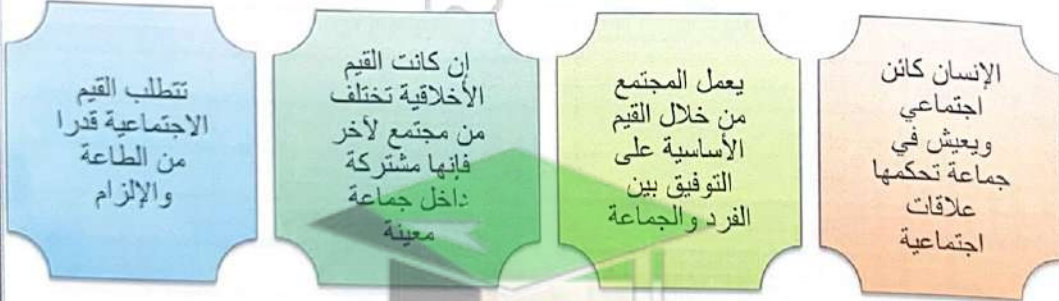 الإنسان كائن
اجتماعي
ويعيش في
جماعة تحكمها
علاقات
اجتماعية
يعمل المجتمع
من خلال القيم
الأساسية على
التوفيق بين
الفرد والجماعة
إن كانت القيم
الأخلاقية تختلف
من مجتمع لآخر
فإنها مشتركة
داخل جماعة
معينة
تتطلب القيم
الاجتماعية قدرا
من الطاعة
والإلزام